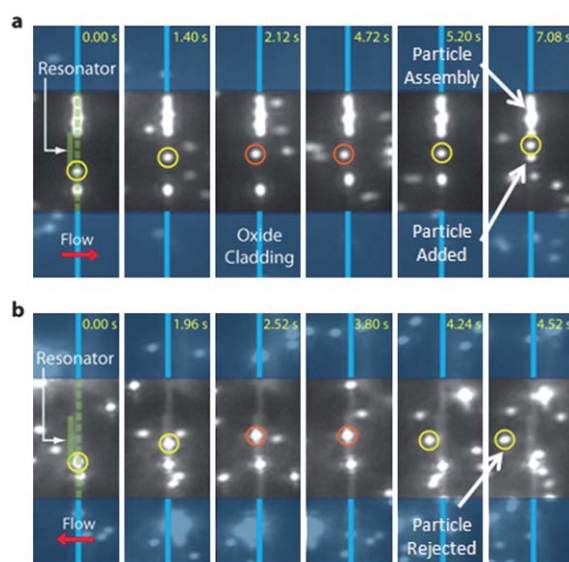 a
0.00 s
1.40 s
2.12 s
4.72 s
5.20 s
7.08 s
Resonator
Particle
Assembly
Flow
Oxide
Cladding
Particle
Added
b
0.00 s
1.96 s
2.52 s
3.80 s
4.24 s
4.52 s
Resonator
Flow
Particle
Rejected